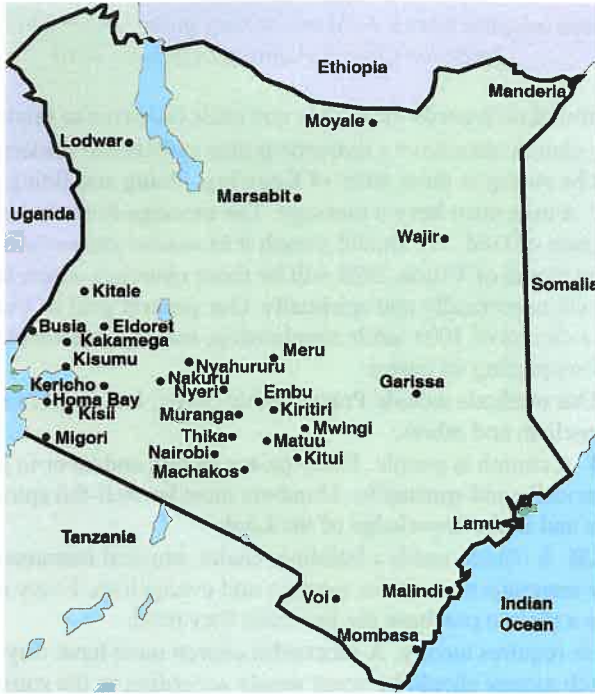 Ethiopia
Manderia
Moyale
Lodwar
Marsabit
Uganda
Wajir
Somalia
Kitale
Busia
Eldoret
Kakamega
Kisumu
Meru
Nyahururu
Kericho
Nakuru
Garissa
Homa Bay
Nyeri
Embu
Kisii
Muranga
Kiritiri
Mwingi
Migori
Thika
Matuu
Nairobi
Kitui
Machakos
Lamu
Tanzania
Voi
Malindi
Indian
Ocean
Mombasa